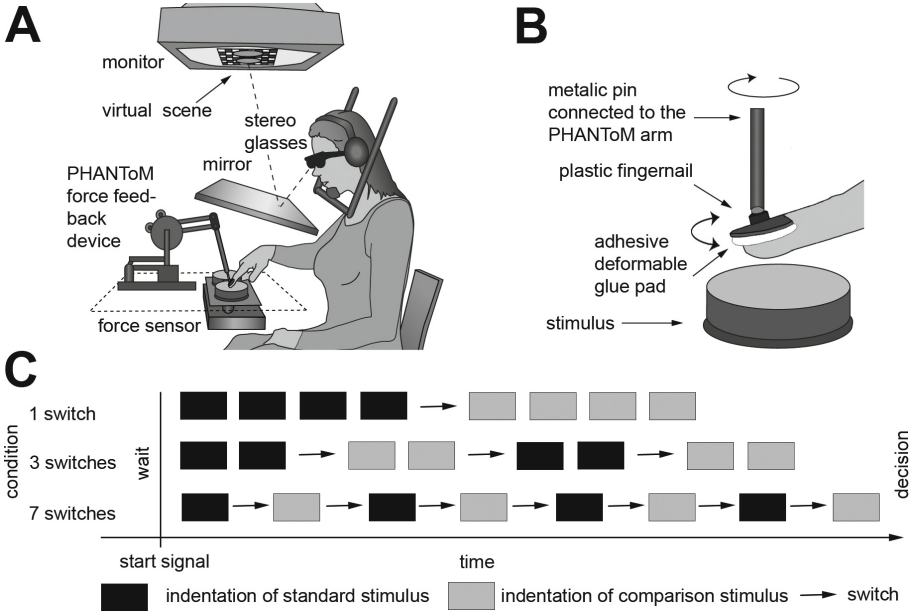 A
monitor
virtual scene
stereo
glasses
mirror
PHANToM
force feed-
back
device
force sensor
B
metalic pin
connected to the
PHANToM arm
plastic fingernail
adhesive
deformable
glue pad
stimulus
C
condition
1 switch
3 switches
7 switches
wait
decision
start signal
time
indentation of standard stimulus
indentation of comparison stimulus
switch